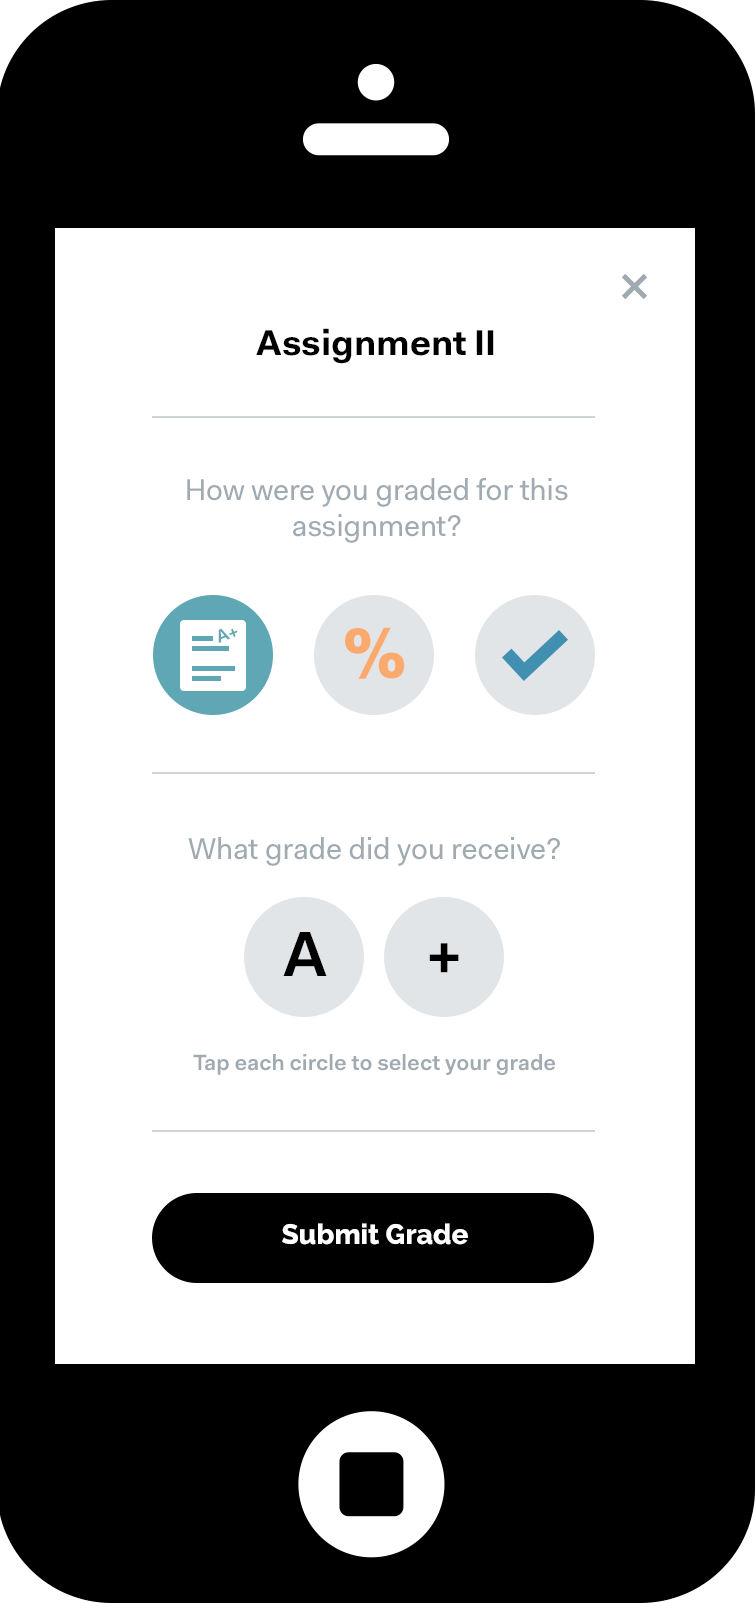 Assignment II
How were you graded for this
assignment?
A+
%
What grade did you receive?
A +
Tap each circle to select your grade
Submit Grade